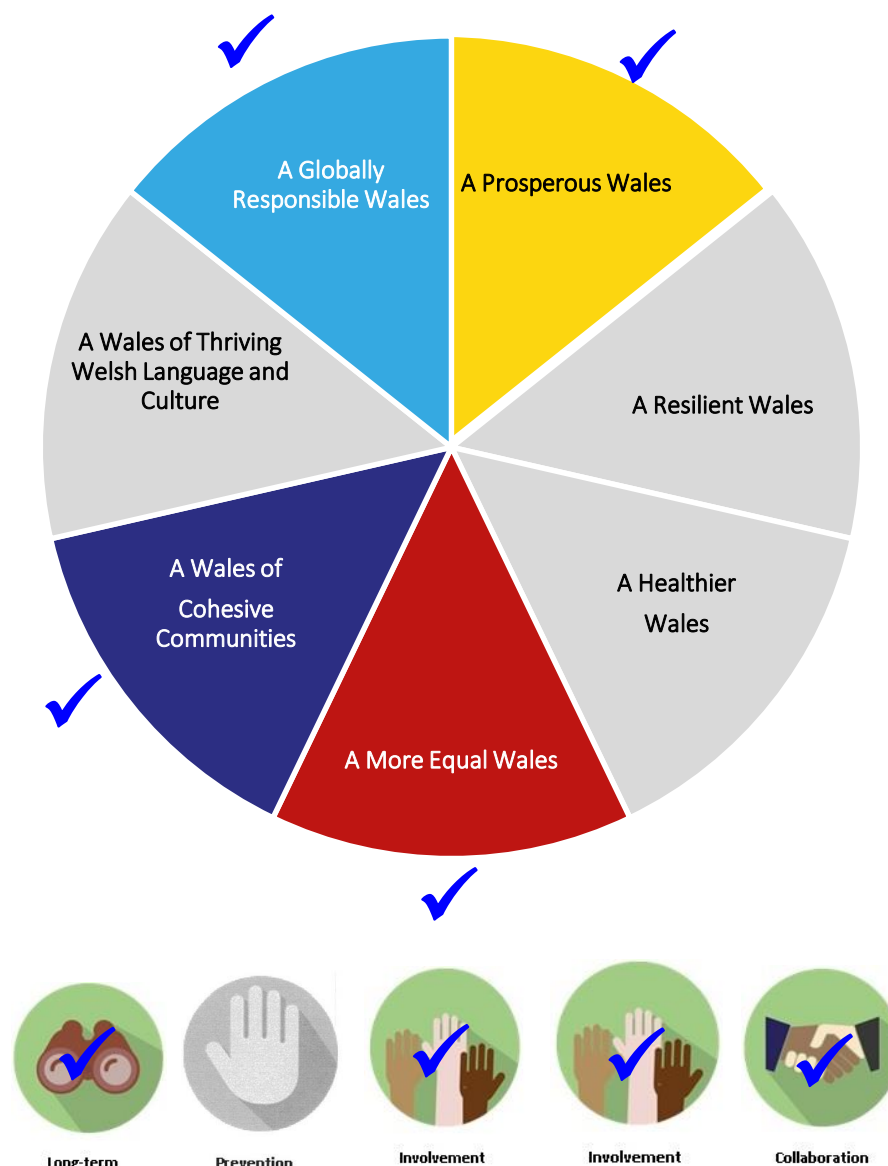 A Globally
Responsible Wales
A Prosperous Wales
A Wales of Thriving
Welsh Language and
Culture
A Resilient Wales
A Wales of
Cohesive
Communities
A Healthier
Wales
A More Equal Wales
Long-term
Prevention
Involvement
Involvement
Collaboration